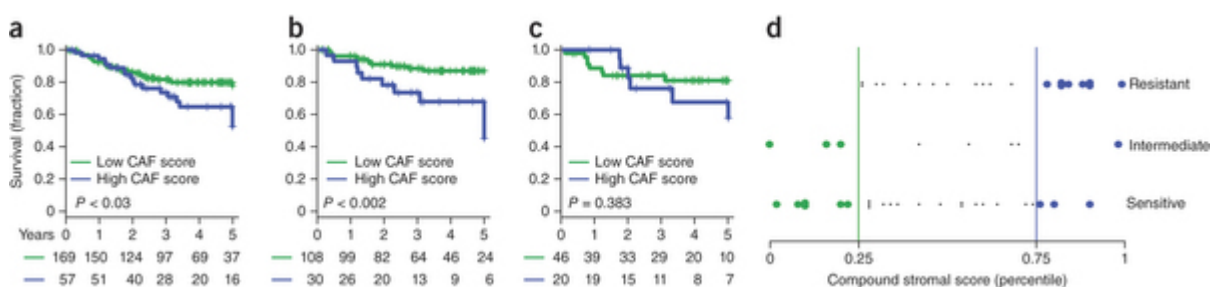 a
b
c
d
Survival (fraction)
1.0
0.8
0.6
0.4
0.2
0
Low CAF score
High CAF score
P < 0.03
Years 0 1 2 3 4 5
169 150 124 97 69 37
57 51 40 28 20 16
1.0
0.8
0.6
0.4
0.2
0
Low CAF score
High CAF score
P < 0.002
0 1 2 3 4 5
108 99 82 64 46 24
30 26 20 13 9 6
1.0
0.8
0.6
0.4
0.2
0
Low CAF score
High CAF score
P = 0.383
0 1 2 3 4 5
46 39 33 29 20 10
20 19 15 11 8 7
Resistant
Intermediate
Sensitive
0 0.25 0.75 1
Compound stromal score (percentile)